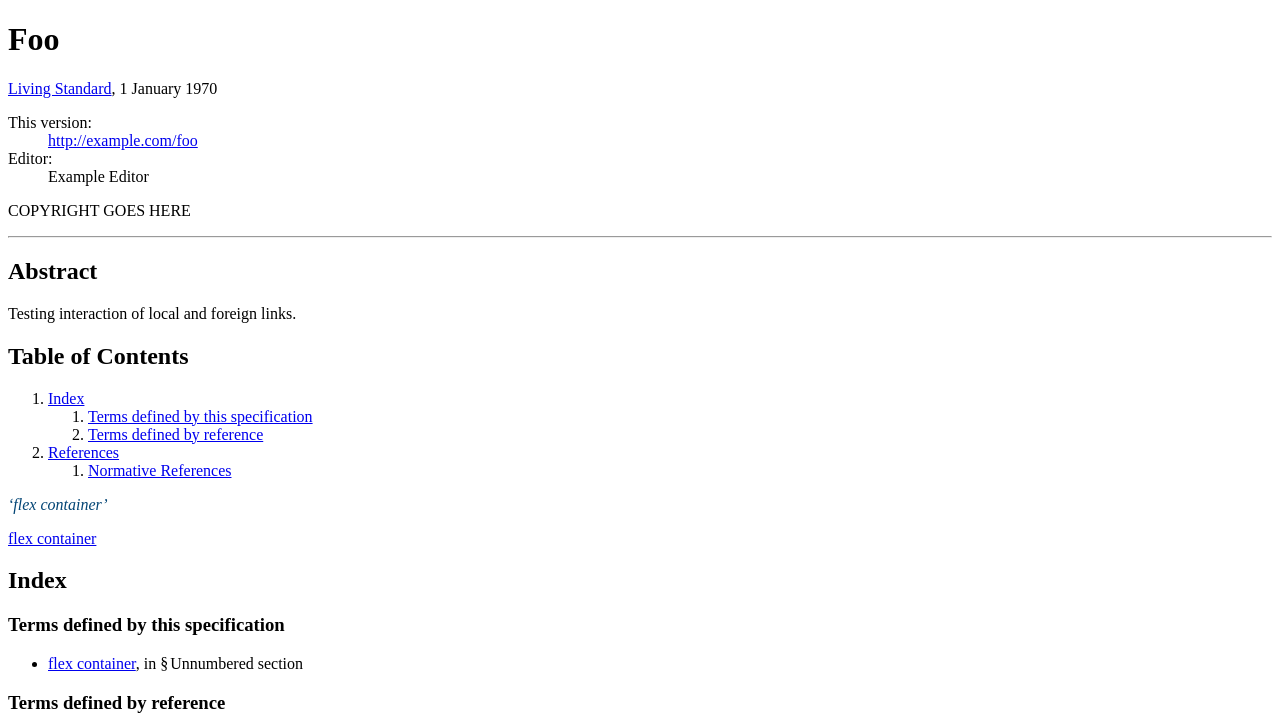 Foo
Living Standard, 1 January 1970
This version:
http://example.com/foo
Editor:
Example Editor
COPYRIGHT GOES HERE
Abstract
Testing interaction of local and foreign links.
Table of Contents
1. Index
1. Terms defined by this specification
2. Terms defined by reference
2. References
1. Normative References
‘flex container’
flex container
Index
Terms defined by this specification
• flex container, in § Unnumbered section
Terms defined by reference